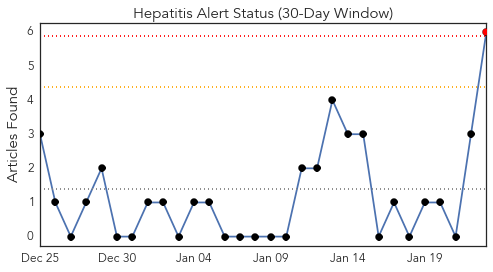 Hepatitis Alert Status (30-Day Window)
Articles Found
6
5
4
3
2
1
0
Dec 25 Dec 30 Jan 04 Jan 09 Jan 14 Jan 19